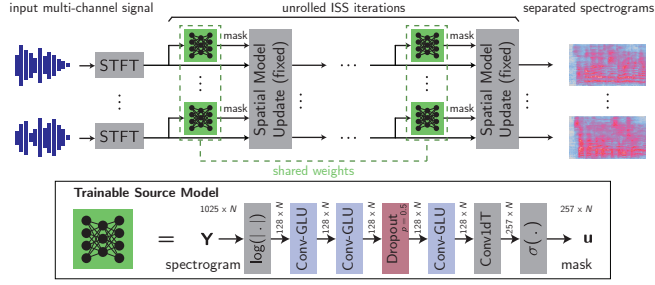 input multi-channel signal
unrolled ISS iterations
separated spectrograms
STFT
mask
Spatial Model
Update (fixed)
...
mask
Spatial Model
Update (fixed)
STFT
mask
...
mask
shared weights
Trainable Source Model
=
Y
spectrogram
1025 × N
log(| . |)
128 × N
Conv-GLU
128 × N
Conv-GLU
128 × N
Dropout
p = 0.5
128 × N
Conv-GLU
128 × N
Conv1dT
257 × N
σ( . )
257 × N
u
mask